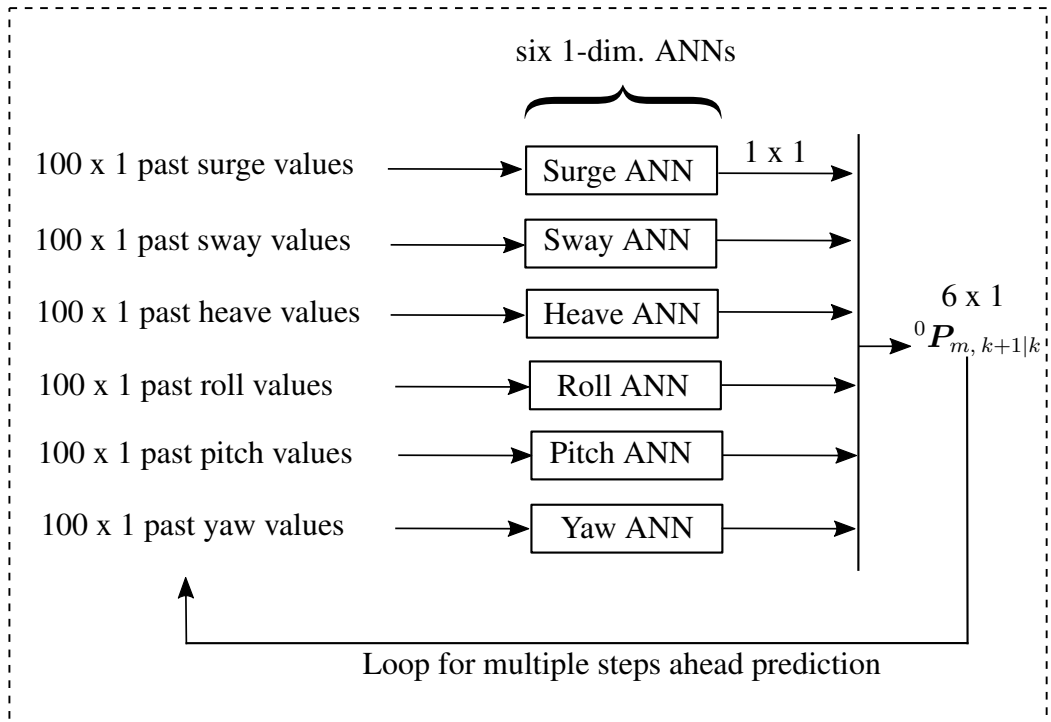 six 1-dim. ANNs
100 x 1 past surge values
Surge ANN
1 x 1
100 x 1 past sway values
Sway ANN
100 x 1 past heave values
Heave ANN
6 x 1
⁰P_{m, k+1|k}
100 x 1 past roll values
Roll ANN
100 x 1 past pitch values
Pitch ANN
100 x 1 past yaw values
Yaw ANN
Loop for multiple steps ahead prediction